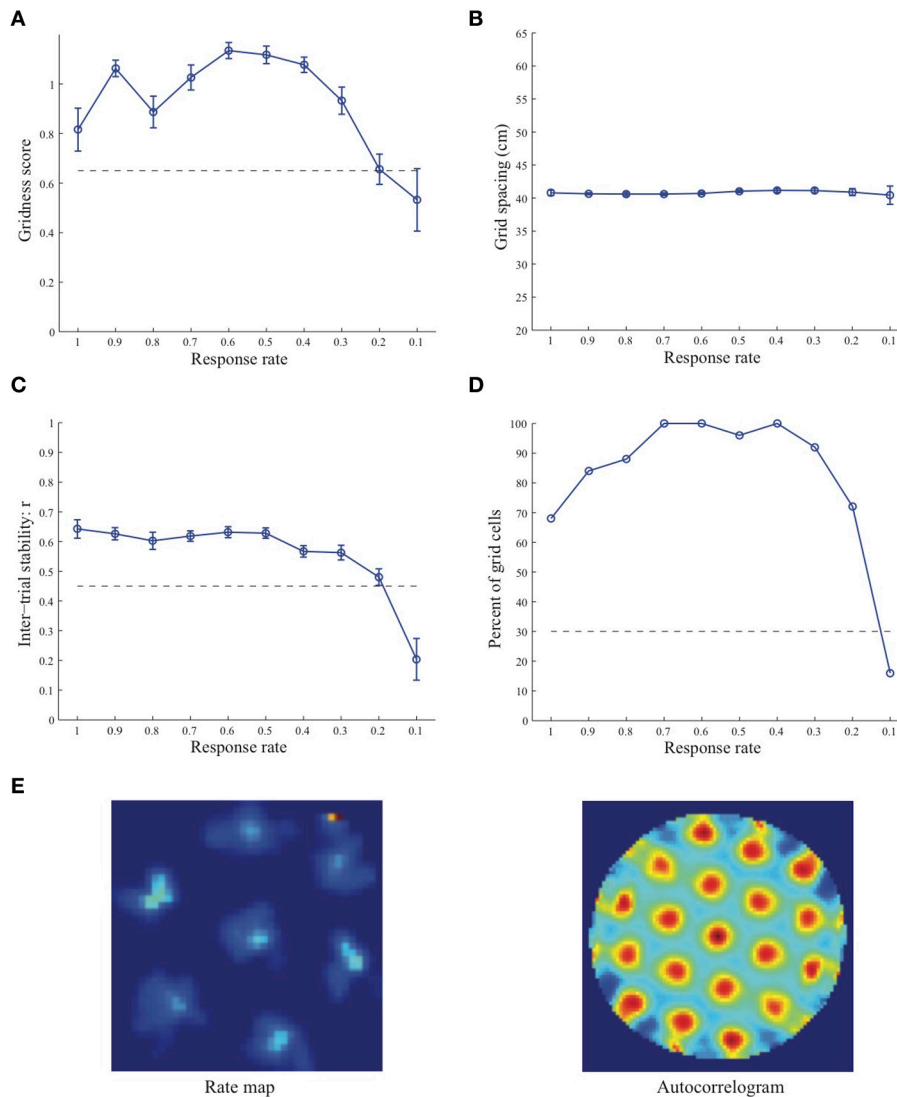 A
Gridness score
1
0.8
0.6
0.4
0.2
0
1 0.9 0.8 0.7 0.6 0.5 0.4 0.3 0.2 0.1
Response rate
B
Grid spacing (cm)
65
60
55
50
45
40
35
30
25
20
1 0.9 0.8 0.7 0.6 0.5 0.4 0.3 0.2 0.1
Response rate
C
Inter−trial stability: r
1
0.9
0.8
0.7
0.6
0.5
0.4
0.3
0.2
0.1
0
1 0.9 0.8 0.7 0.6 0.5 0.4 0.3 0.2 0.1
Response rate
D
Percent of grid cells
100
90
80
70
60
50
40
30
20
10
0
1 0.9 0.8 0.7 0.6 0.5 0.4 0.3 0.2 0.1
Response rate
E
Rate map
Autocorrelogram